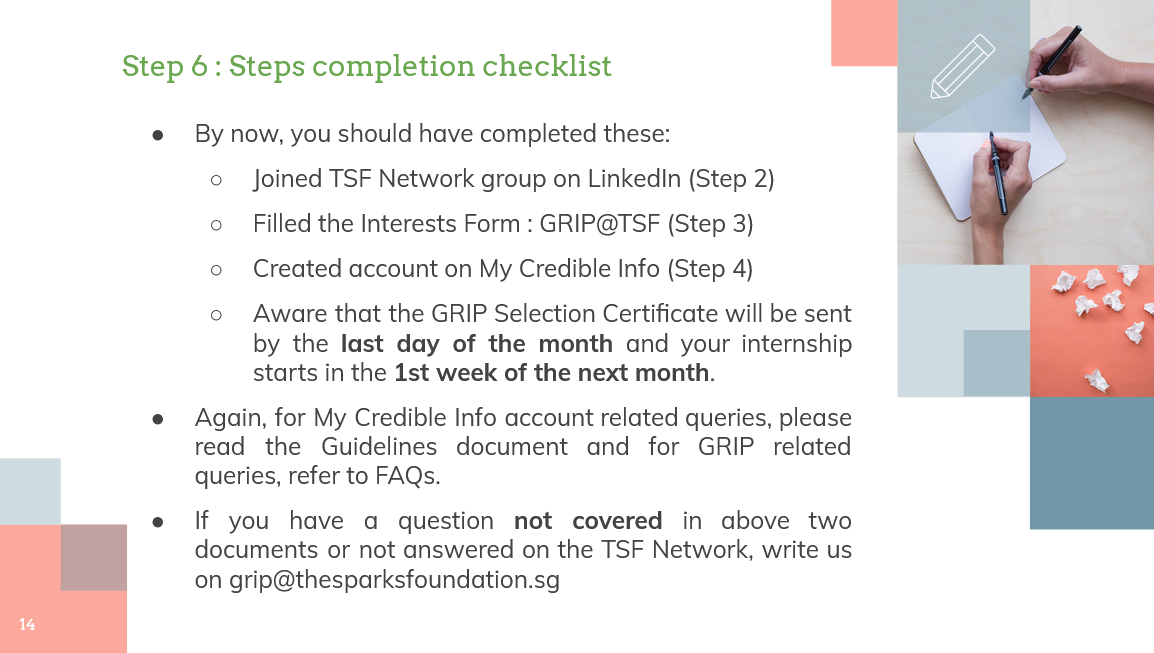 Step 6 : Steps completion checklist
● By now, you should have completed these:
○ Joined TSF Network group on LinkedIn (Step 2)
○ Filled the Interests Form : GRIP@TSF (Step 3)
○ Created account on My Credible Info (Step 4)
○ Aware that the GRIP Selection Certificate will be sent
by the last day of the month and your internship
starts in the 1st week of the next month.
● Again, for My Credible Info account related queries, please
read the Guidelines document and for GRIP related
queries, refer to FAQs.
● If you have a question not covered in above two
documents or not answered on the TSF Network, write us
on grip@thesparksfoundation.sg
14